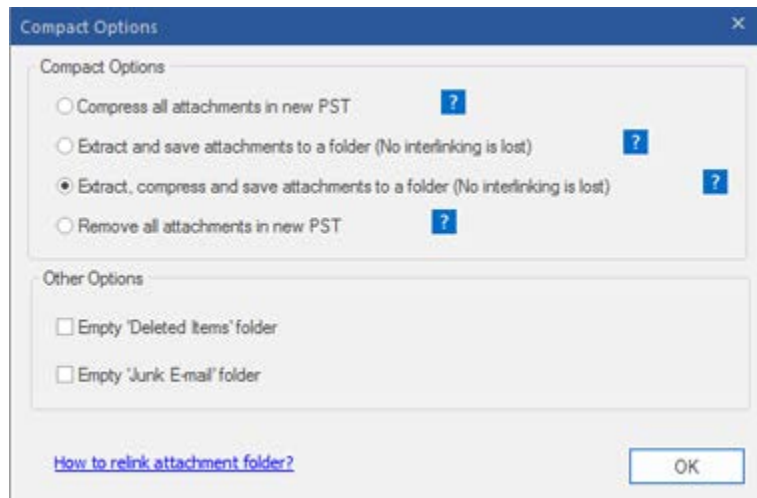 Compact Options
Compact Options
Compress all attachments in new PST ?
Extract and save attachments to a folder (No interlinking is lost) ?
Extract, compress and save attachments to a folder (No interlinking is lost) ?
Remove all attachments in new PST ?
Other Options
Empty 'Deleted Items' folder
Empty 'Junk E-mail' folder
How to relink attachment folder?
OK